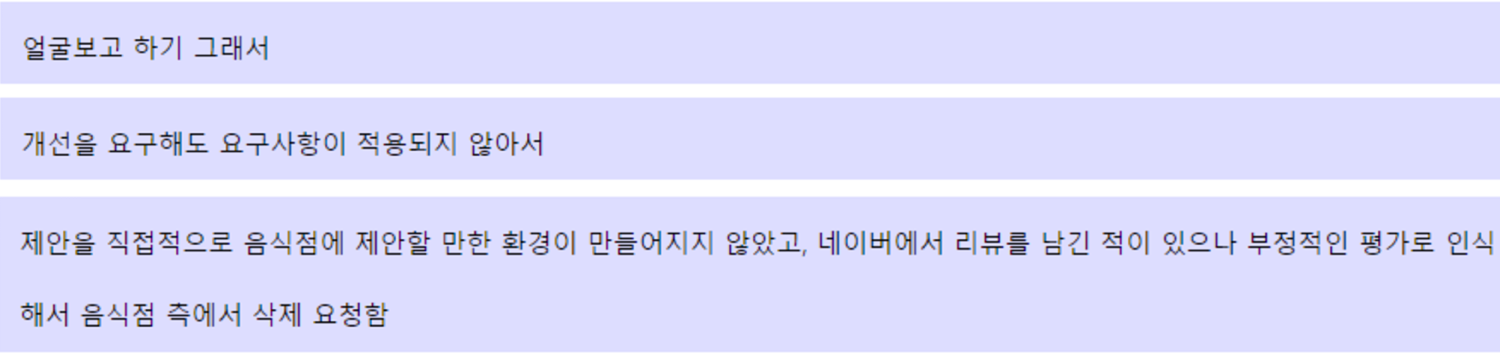 얼굴보고 하기 그래서
개선을 요구해도 요구사항이 적용되지 않아서
제안을 직접적으로 음식점에 제안할 만한 환경이 만들어지지 않았고, 네이버에서 리뷰를 남긴 적이 있으나 부정적인 평가로 인식
해서 음식점 측에서 삭제 요청함